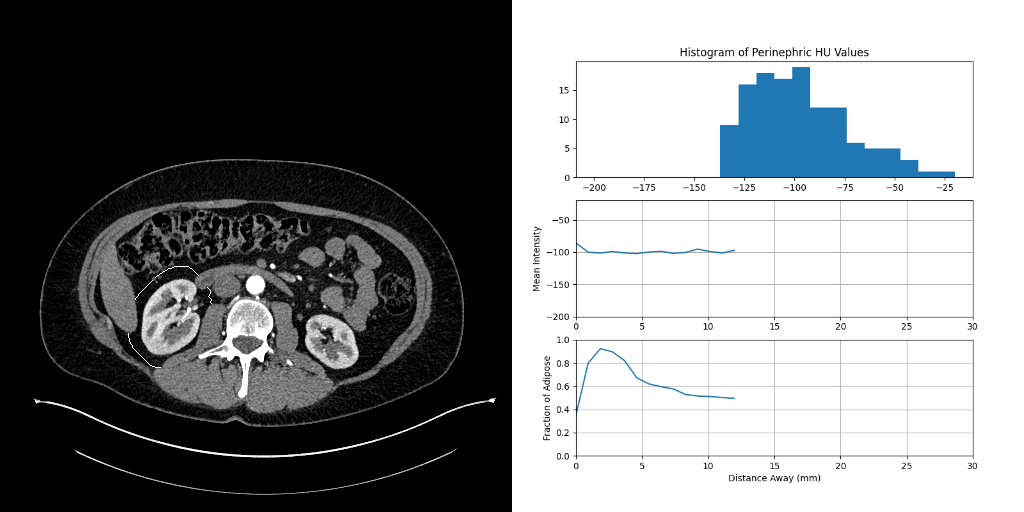 Histogram of Perinephric HU Values
15
10
5
0
−200 −175 −150 −125 −100 −75 −50 −25
Mean Intensity
−50
−100
−150
−200
0 5 10 15 20 25 30
Fraction of Adipose
1.0
0.8
0.6
0.4
0.2
0.0
0 5 10 15 20 25 30
Distance Away (mm)